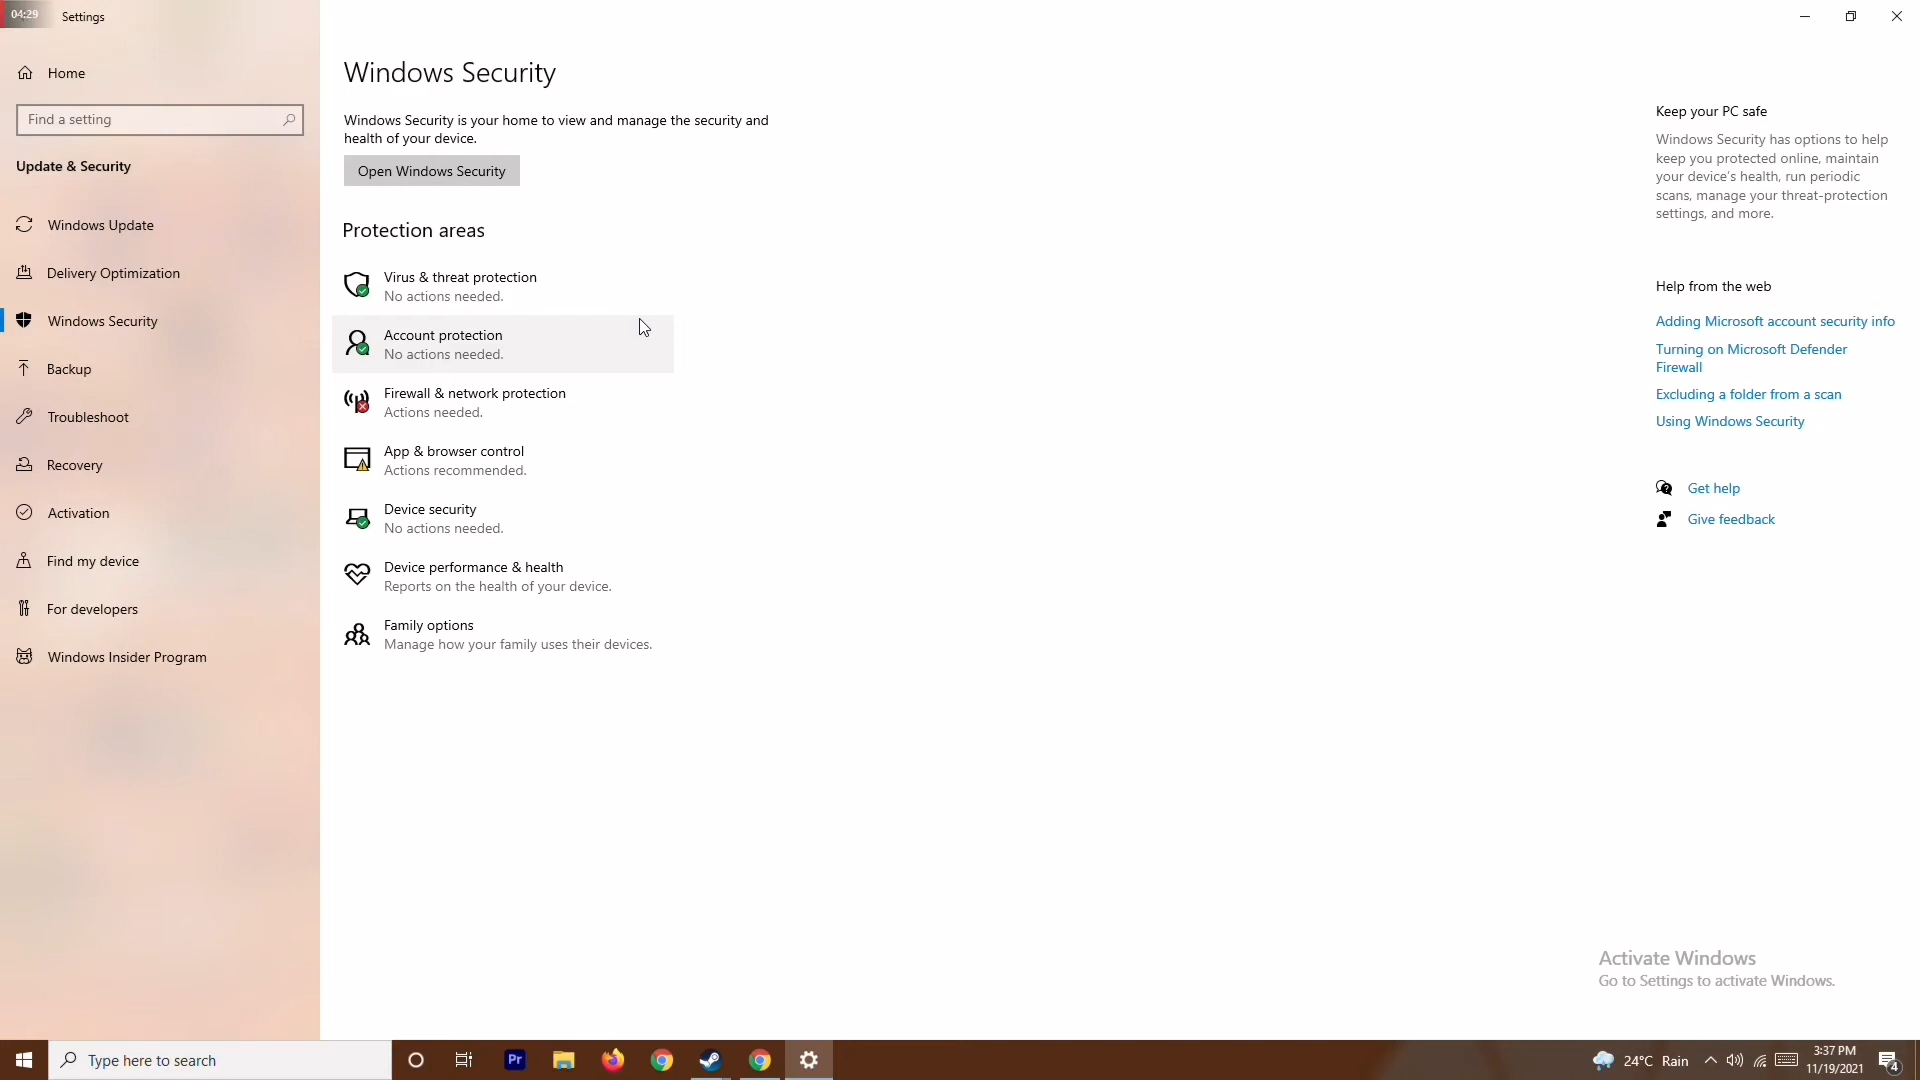 04:29
Settings
Home
Find a setting
Update & Security
Windows Update
Delivery Optimization
Windows Security
Backup
Troubleshoot
Recovery
Activation
Find my device
For developers
Windows Insider Program
Windows Security
Windows Security is your home to view and manage the security and
health of your device.
Open Windows Security
Protection areas
Virus & threat protection
No actions needed.
Account protection
No actions needed.
Firewall & network protection
Actions needed.
App & browser control
Actions recommended.
Device security
No actions needed.
Device performance & health
Reports on the health of your device.
Family options
Manage how your family uses their devices.
Keep your PC safe
Windows Security has options to help
keep you protected online, maintain
your device's health, run periodic
scans, manage your threat-protection
settings, and more.
Help from the web
Adding Microsoft account security info
Turning on Microsoft Defender
Firewall
Excluding a folder from a scan
Using Windows Security
Get help
Give feedback
Activate Windows
Go to Settings to activate Windows.
Type here to search
Pr
24°C Rain
3:37 PM
11/19/2021
4